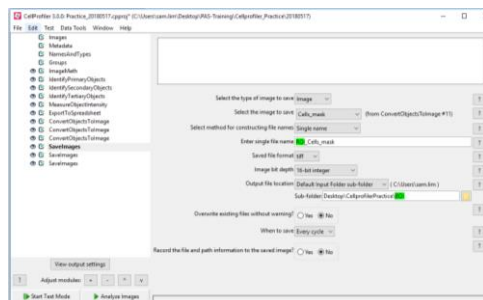 CellProfiler 3.0.0: Practice_20180517.cpproj* (C:\Users\sam.lim\Desktop\PAS-Training\Cellprofiler_Practice\20180517)
File Edit Test Data Tools Window Help
Images
Metadata
NamesAndTypes
Groups
ImageMath
IdentifyPrimaryObjects
IdentifySecondaryObjects
IdentifyTertiaryObjects
MeasureObjectIntensity
ExportToSpreadsheet
ConvertObjectsToImage
ConvertObjectsToImage
ConvertObjectsToImage
SaveImages
SaveImages
SaveImages
View output settings
? Adjust modules: + - ^ v
Start Test Mode Analyze Images
Select the type of image to save Image ?
Select the image to save Cells_mask (from ConvertObjectsToImage #11) ?
Select method for constructing file names Single name ?
Enter single file name _Cells_mask ?
Saved file format tiff ?
Image bit depth 16-bit integer ?
Output file location Default Input Folder sub-folder ( C:\Users\sam.lim ) ?
Sub-folder: Desktop\CellprofilerPractice\
Overwrite existing files without warning? Yes No ?
When to save Every cycle ?
Record the file and path information to the saved image? Yes No ?